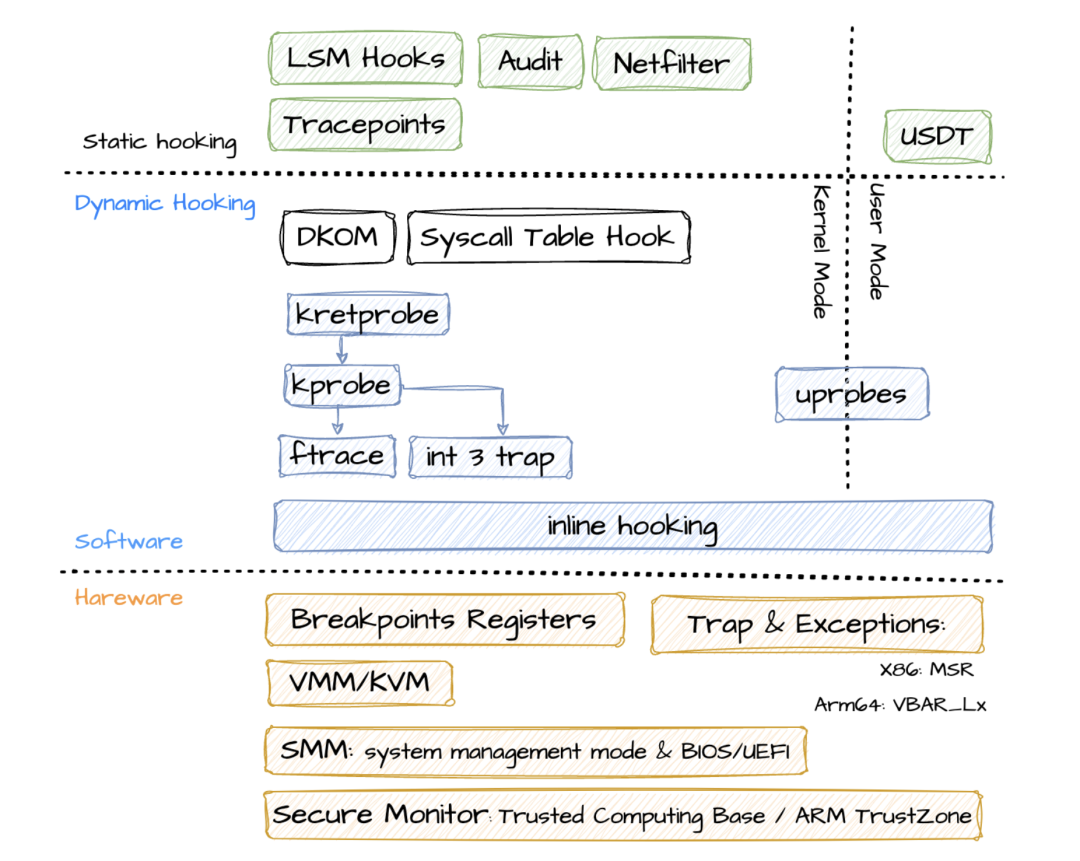 LSM Hooks
Audit
Netfilter
Tracepoints
Static hooking
USDT
Dynamic Hooking
Kernel Mode
User Mode
DKOM
Syscall Table Hook
kretprobe
kprobe
uprobes
ftrace
int 3 trap
inline hooking
Software
Hareware
Breakpoints Registers
Trap & Exceptions:
X86: MSR
VMM/KVM
Arm64: VBAR_Lx
SMM: system management mode & BIOS/UEFI
Secure Monitor: Trusted Computing Base / ARM TrustZone